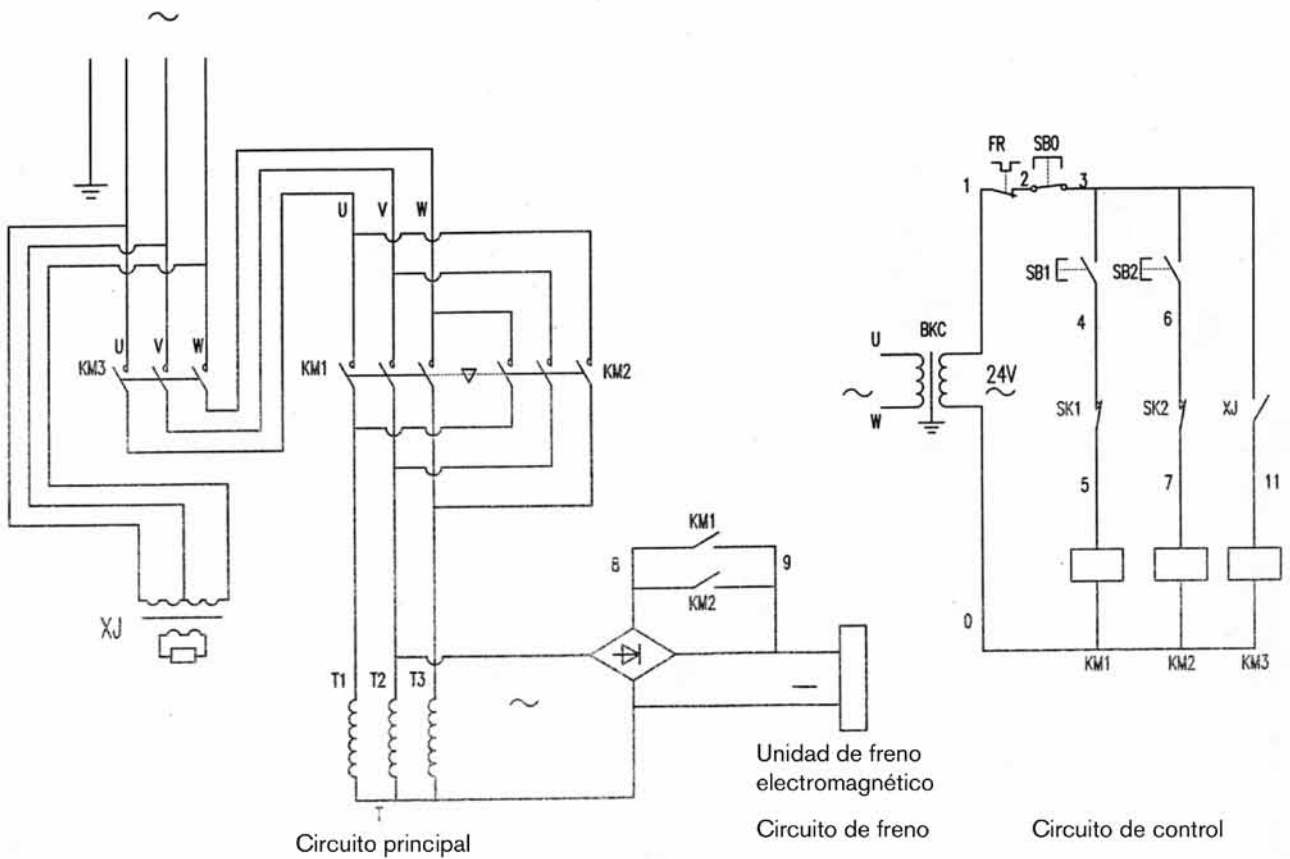 ~
FR SB0
1 2 3
U V W
SB1 SB2
4 6
U BKC
U V W
KM3 KM1 KM2
24V
~ ~
W
SK1 SK2 XJ
5 7 11
KM1
8 9
KM2
XJ
0
KM1 KM2 KM3
T1 T2 T3
~
—
T
Unidad de freno
electromagnético
Circuito principal
Circuito de freno
Circuito de control